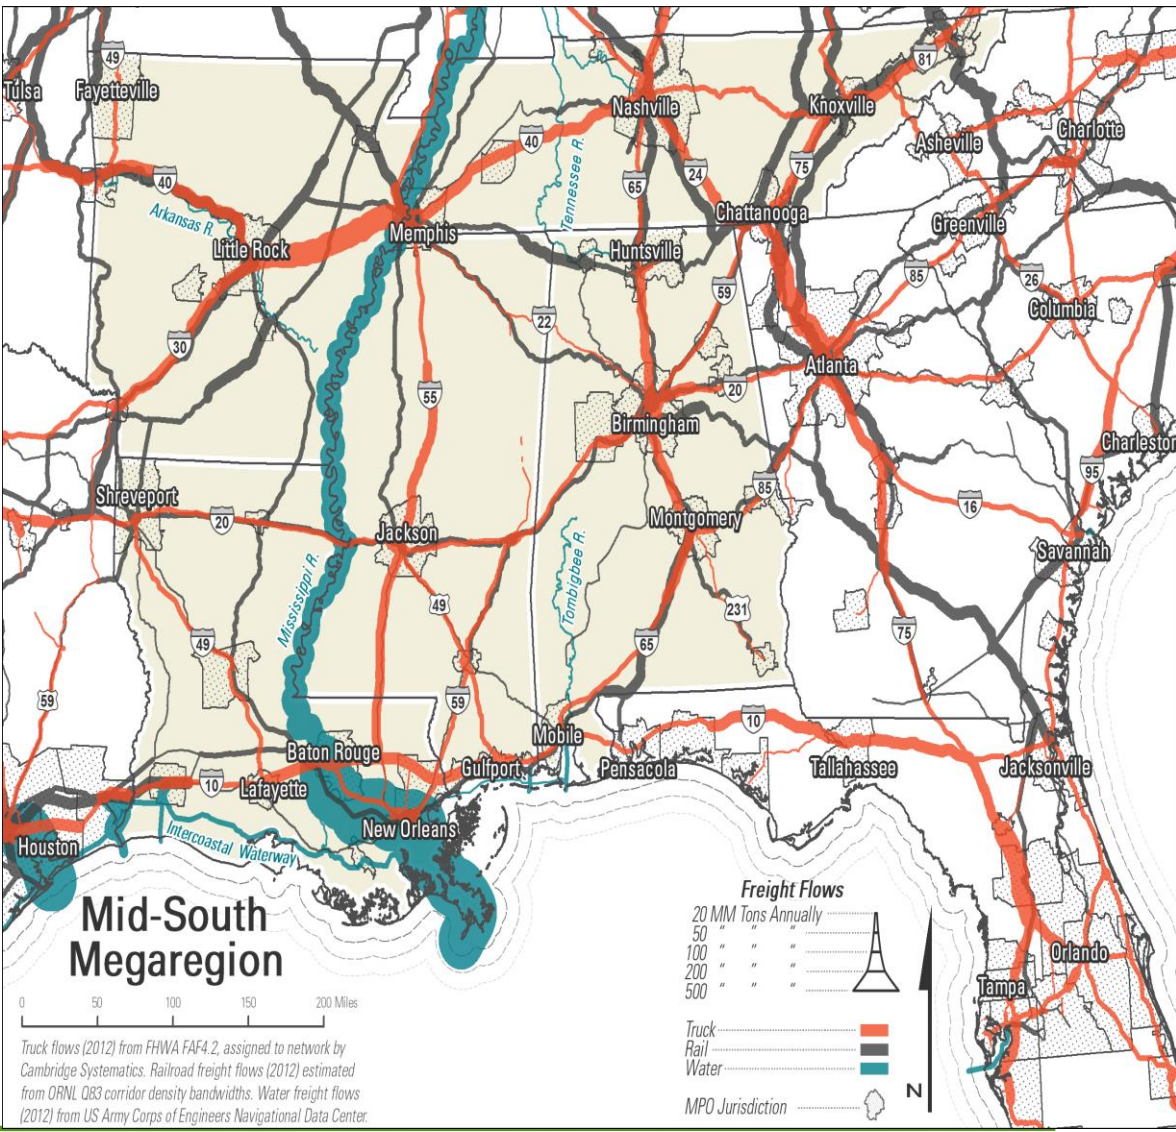 49
81
Tulsa
Fayetteville
Nashville
Knoxville
Charlotte
Asheville
40
Tennessee R.
40
65
24
75
Arkansas R.
Chattanooga
Greenville
Memphis
Little Rock
Huntsville
85
26
59
Columbia
22
30
Atlanta
55
20
Birmingham
Charleston
95
85
Shreveport
16
20
Montgomery
Jackson
Savannah
Mississippi R.
Tombigbee R.
49
231
49
65
75
59
59
10
Mobile
Baton Rouge
Gulfport
Pensacola
Tallahassee
Jacksonville
10
Lafayette
New Orleans
Intercoastal Waterway
Houston
Mid-South
Megaregion
Freight Flows
20 MM Tons Annually
50 " " "
100 " " "
200 " " "
500 " " "
Orlando
Tampa
0 50 100 150 200 Miles
Truck
Rail
Water
MPO Jurisdiction
N
Truck flows (2012) from FHWA FAF4.2, assigned to network by
Cambridge Systematics. Railroad freight flows (2012) estimated
from ORNL Q83 corridor density bandwidths. Water freight flows
(2012) from US Army Corps of Engineers Navigational Data Center.